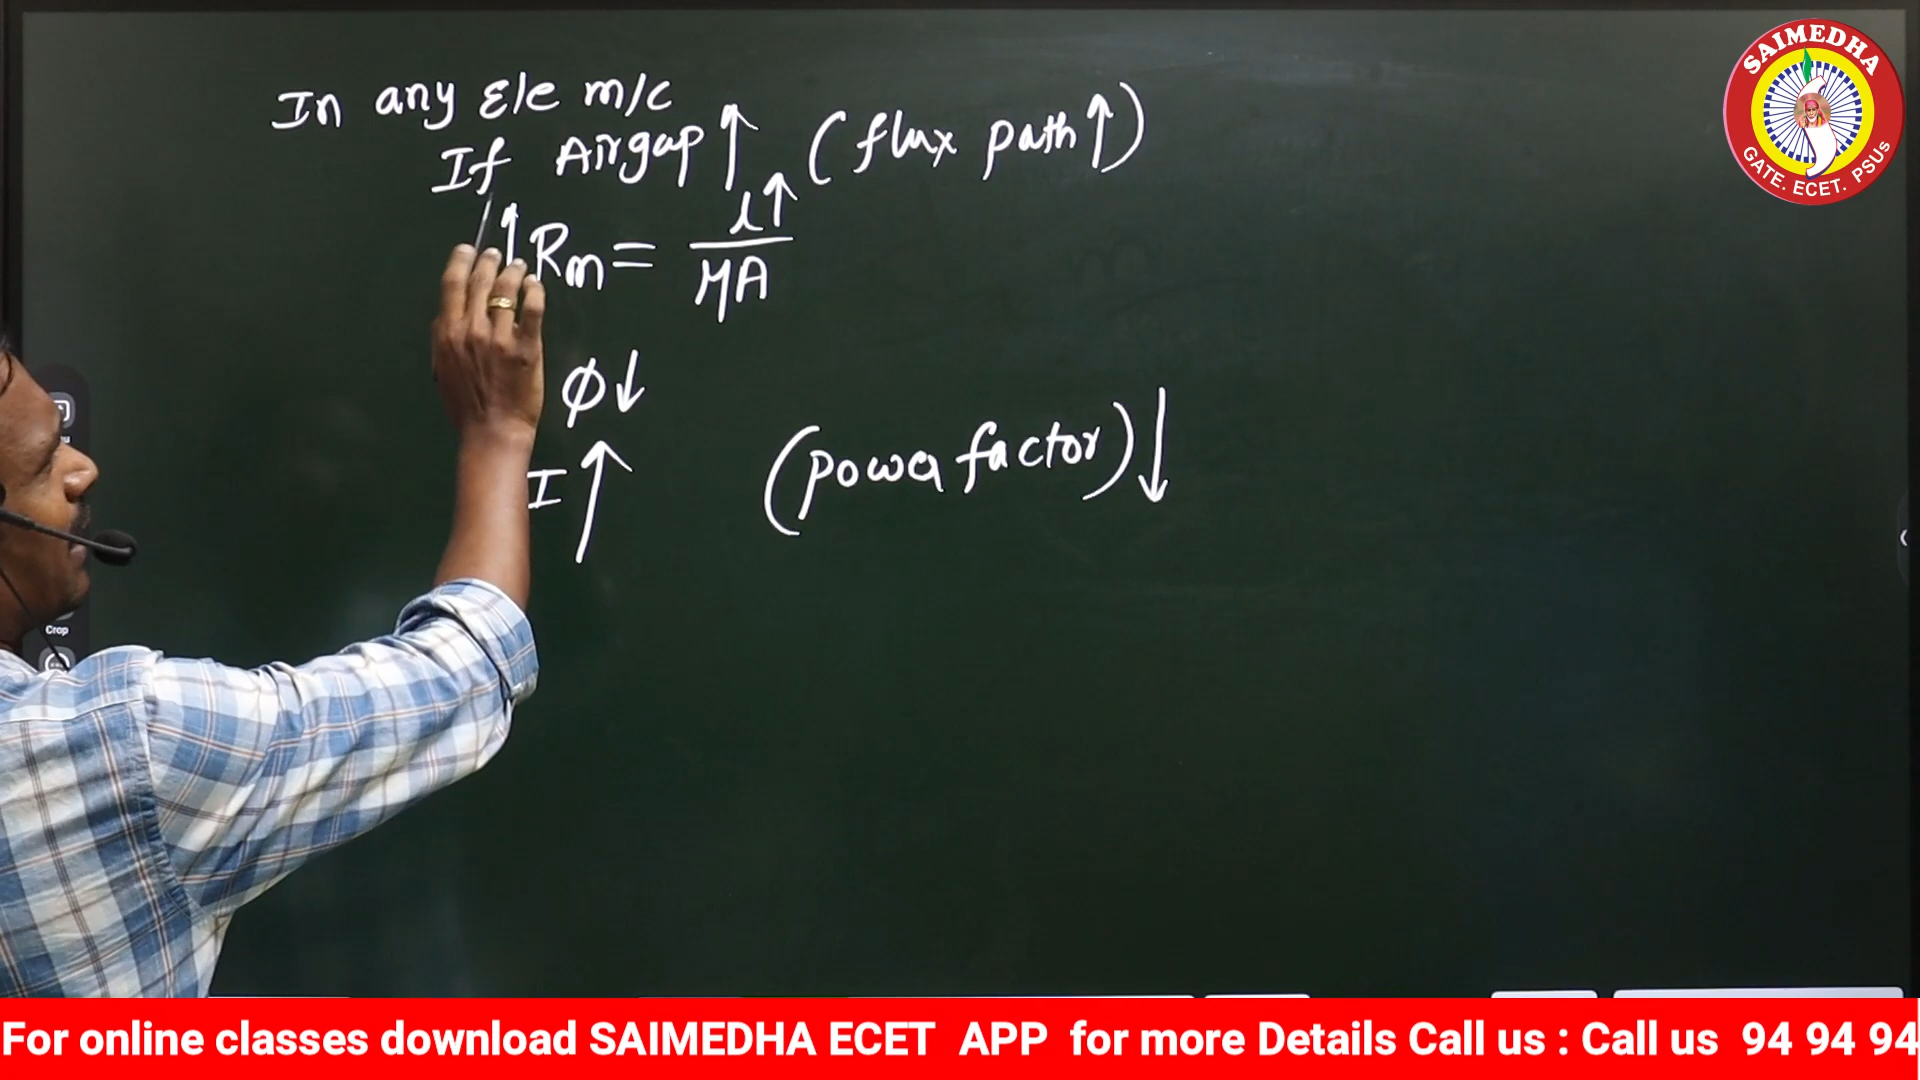 In any Ele m/c
If Airgap ↑ (flux path ↑)
↑ Rm = l↑ / μA
φ↓
I ↑ (power factor) ↓
SAIMEDHA
GATE. ECET. PSUs
Crop
For online classes download SAIMEDHA ECET APP for more Details Call us : Call us 94 94 94